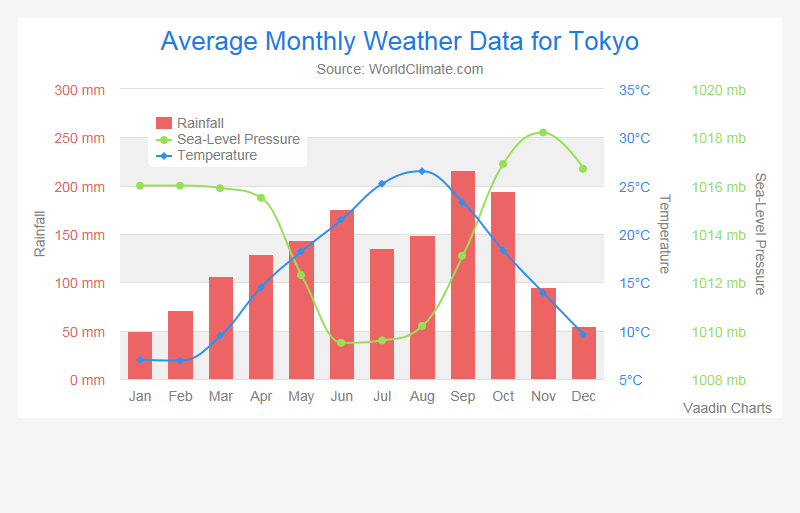 Average Monthly Weather Data for Tokyo
Source: WorldClimate.com
300 mm 35°C 1020 mb
Rainfall
Sea-Level Pressure
Temperature
250 mm 30°C 1018 mb
200 mm 25°C 1016 mb
150 mm 20°C 1014 mb
100 mm 15°C 1012 mb
50 mm 10°C 1010 mb
0 mm 5°C 1008 mb
Rainfall
Temperature
Sea-Level Pressure
Jan Feb Mar Apr May Jun Jul Aug Sep Oct Nov Dec
Vaadin Charts